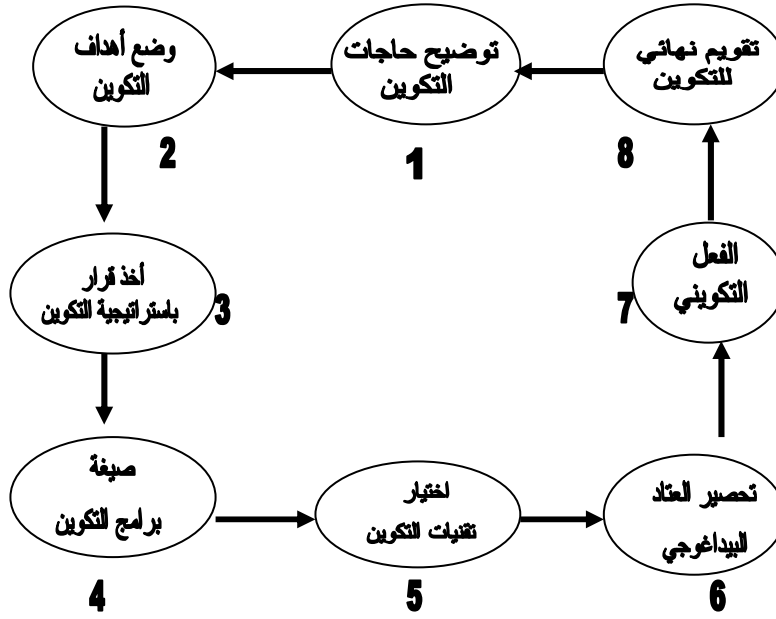 توضيح حاجات
التكوين
1
وضع أهداف
التكوين
2
أخذ قرار
باستراتيجية التكوين
3
صيغة
برامج التكوين
4
اختيار
تقنيات التكوين
5
تحصير العتاد
البيداغوجي
6
الفعل
التكويني
7
تقويم نهائي
للتكوين
8